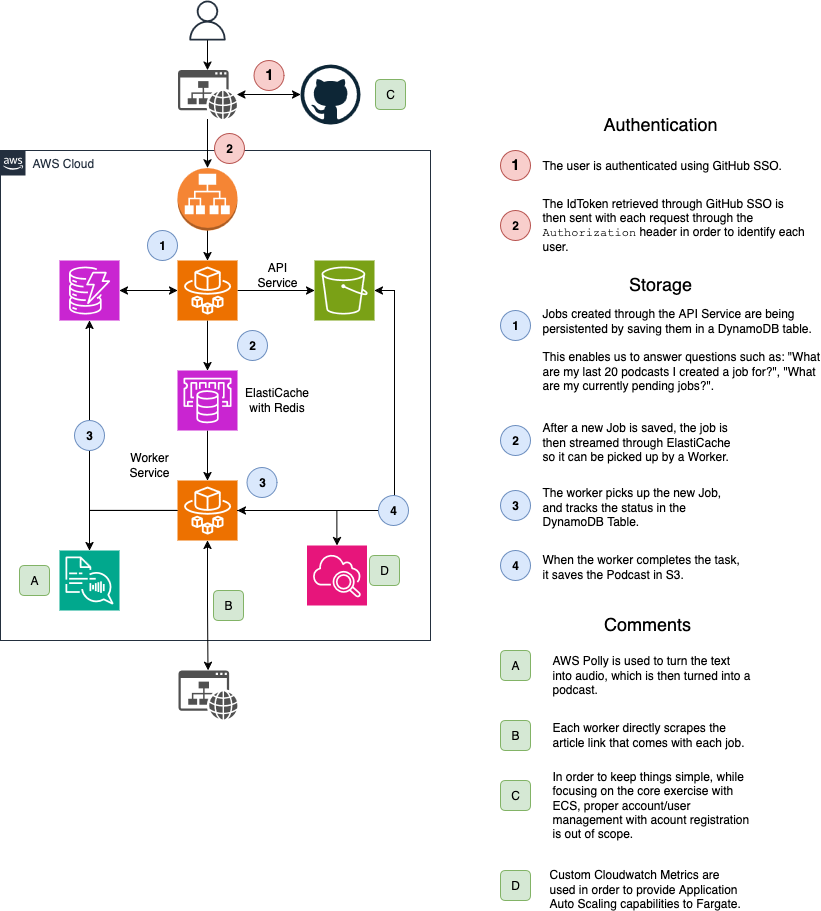 1
C
2
aws
AWS Cloud
1
API
Service
2
ElastiCache
with Redis
3
Worker
Service
3
4
A
D
B
Authentication
1
The user is authenticated using GitHub SSO.
2
The IdToken retrieved through GitHub SSO is
then sent with each request through the
Authorization header in order to identify each
user.
Storage
1
Jobs created through the API Service are being
persistented by saving them in a DynamoDB table.
This enables us to answer questions such as: "What
are my last 20 podcasts I created a job for?", "What
are my currently pending jobs?".
2
After a new Job is saved, the job is
then streamed through ElastiCache
so it can be picked up by a Worker.
3
The worker picks up the new Job,
and tracks the status in the
DynamoDB Table.
4
When the worker completes the task,
it saves the Podcast in S3.
Comments
A
AWS Polly is used to turn the text
into audio, which is then turned into a
podcast.
B
Each worker directly scrapes the
article link that comes with each job.
C
In order to keep things simple, while
focusing on the core exercise with
ECS, proper account/user
management with acount registration
is out of scope.
D
Custom Cloudwatch Metrics are
used in order to provide Application
Auto Scaling capabilities to Fargate.